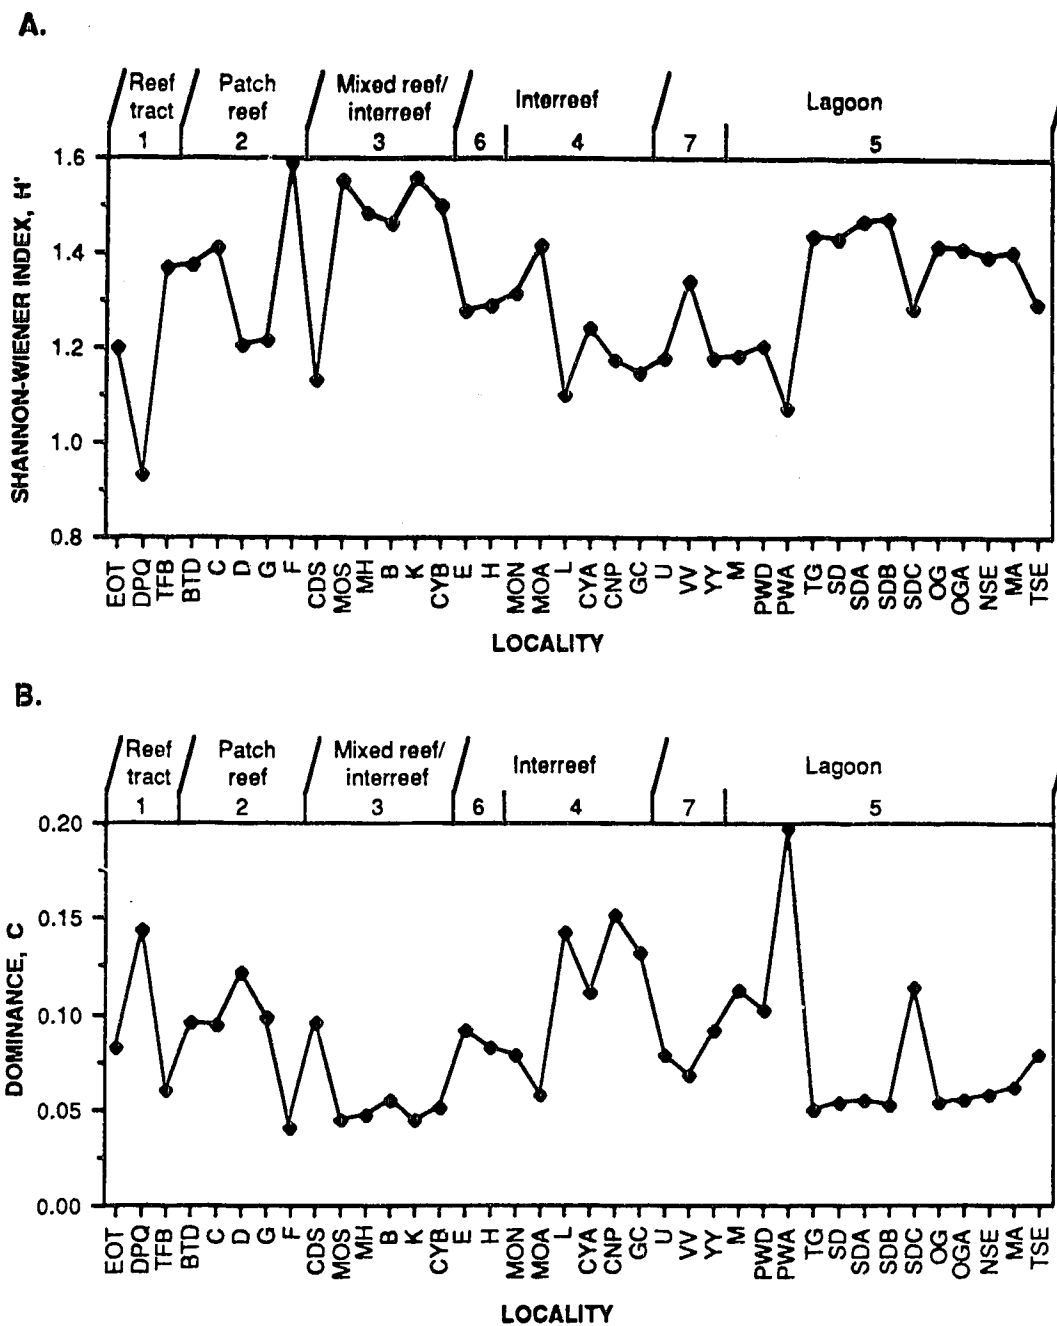 A.
Reef Patch Mixed reef/ Interreef Lagoon
tract reef interreef
1 2 3 6 4 7 5
SHANNON-WIENER INDEX, H'
1.6
1.4
1.2
1.0
0.8
EOT DPQ TFB BTD C D G F CDS MOS MH B K CYB E H MON MOA L CYA CNP GC U VV YY M PWD PWA TG SD SDA SDB SDC OG OGA NSE MA TSE
LOCALITY
B.
Reef Patch Mixed reef/ Interreef Lagoon
tract reef interreef
1 2 3 6 4 7 5
DOMINANCE, C
0.20
0.15
0.10
0.05
0.00
EOT DPQ TFB BTD C D G F CDS MOS MH B K CYB E H MON MOA L CYA CNP GC U VV YY M PWD PWA TG SD SDA SDB SDC OG OGA NSE MA TSE
LOCALITY